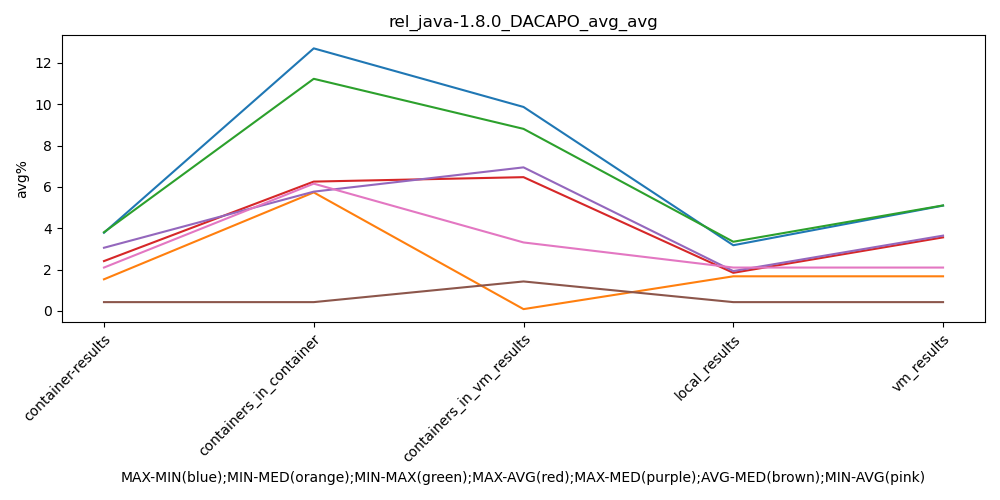 rel_java-1.8.0_DACAPO_avg_avg
avg%
12
10
8
6
4
2
0
container-results
containers_in_container
containers_in_vm_results
local_results
vm_results
MAX-MIN(blue);MIN-MED(orange);MIN-MAX(green);MAX-AVG(red);MAX-MED(purple);AVG-MED(brown);MIN-AVG(pink)